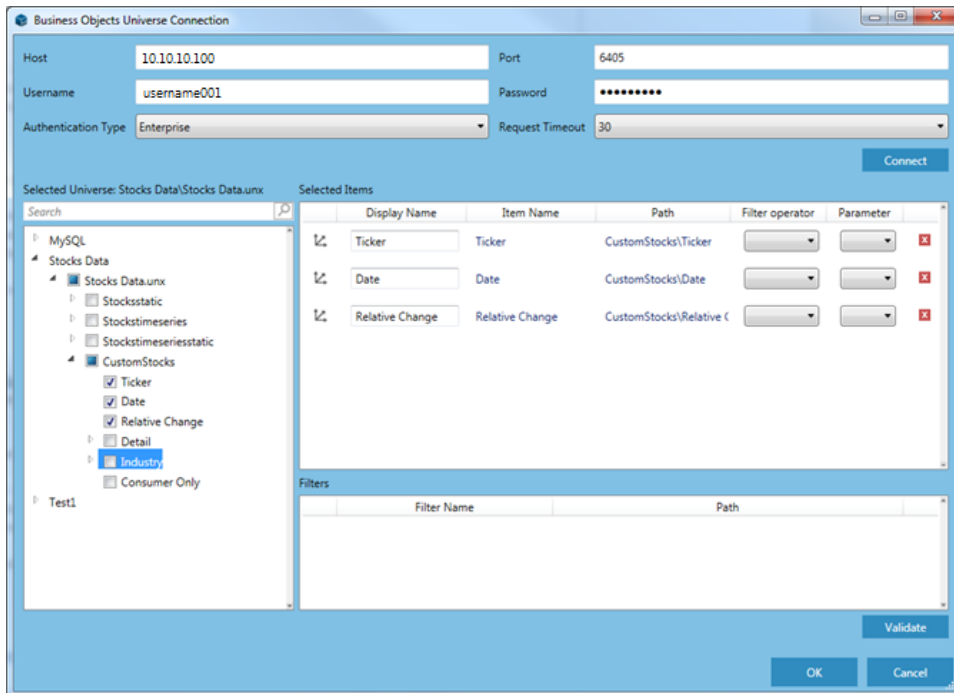 Business Objects Universe Connection
Host 10.10.10.100 Port 6405
Username username001 Password •••••••••
Authentication Type Enterprise Request Timeout 30
Connect
Selected Universe: Stocks Data\Stocks Data.unx Selected Items
Search
Display Name Item Name Path Filter operator Parameter
Ticker Ticker CustomStocks\Ticker
Date Date CustomStocks\Date
Relative Change Relative Change CustomStocks\Relative C
MySQL
Stocks Data
Stocks Data.unx
Stocksstatic
Stockstimeseries
Stockstimeseriesstatic
CustomStocks
Ticker
Date
Relative Change
Detail
Industry
Consumer Only
Test1
Filters
Filter Name Path
Validate
OK Cancel